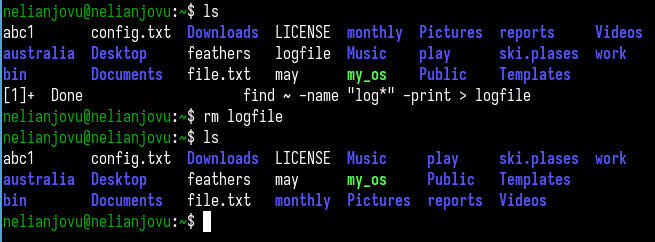 nelianjovu@nelianjovu:~$ ls
abc1 config.txt Downloads LICENSE monthly Pictures reports Videos
australia Desktop feathers logfile Music play ski.plases work
bin Documents file.txt may my_os Public Templates
[1]+ Done find ~ -name "log*" -print > logfile
nelianjovu@nelianjovu:~$ rm logfile
nelianjovu@nelianjovu:~$ ls
abc1 config.txt Downloads LICENSE Music play ski.plases work
australia Desktop feathers may my_os Public Templates
bin Documents file.txt monthly Pictures reports Videos
nelianjovu@nelianjovu:~$